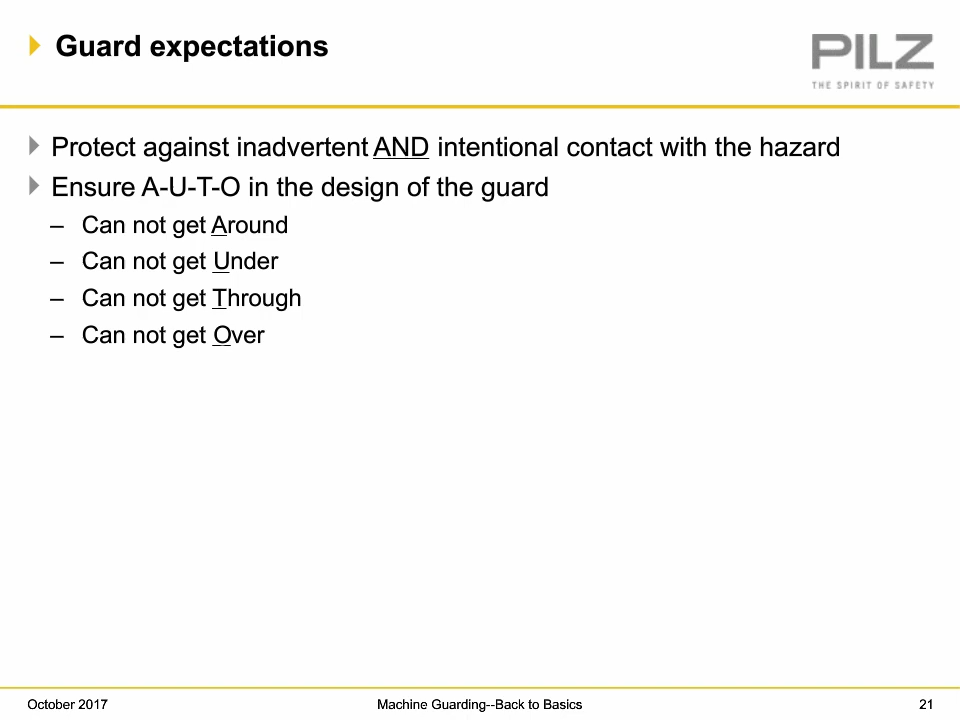 Guard expectations
PILZ
THE SPIRIT OF SAFETY
Protect against inadvertent AND intentional contact with the hazard
Ensure A-U-T-O in the design of the guard
– Can not get Around
– Can not get Under
– Can not get Through
– Can not get Over
October 2017
Machine Guarding--Back to Basics
21